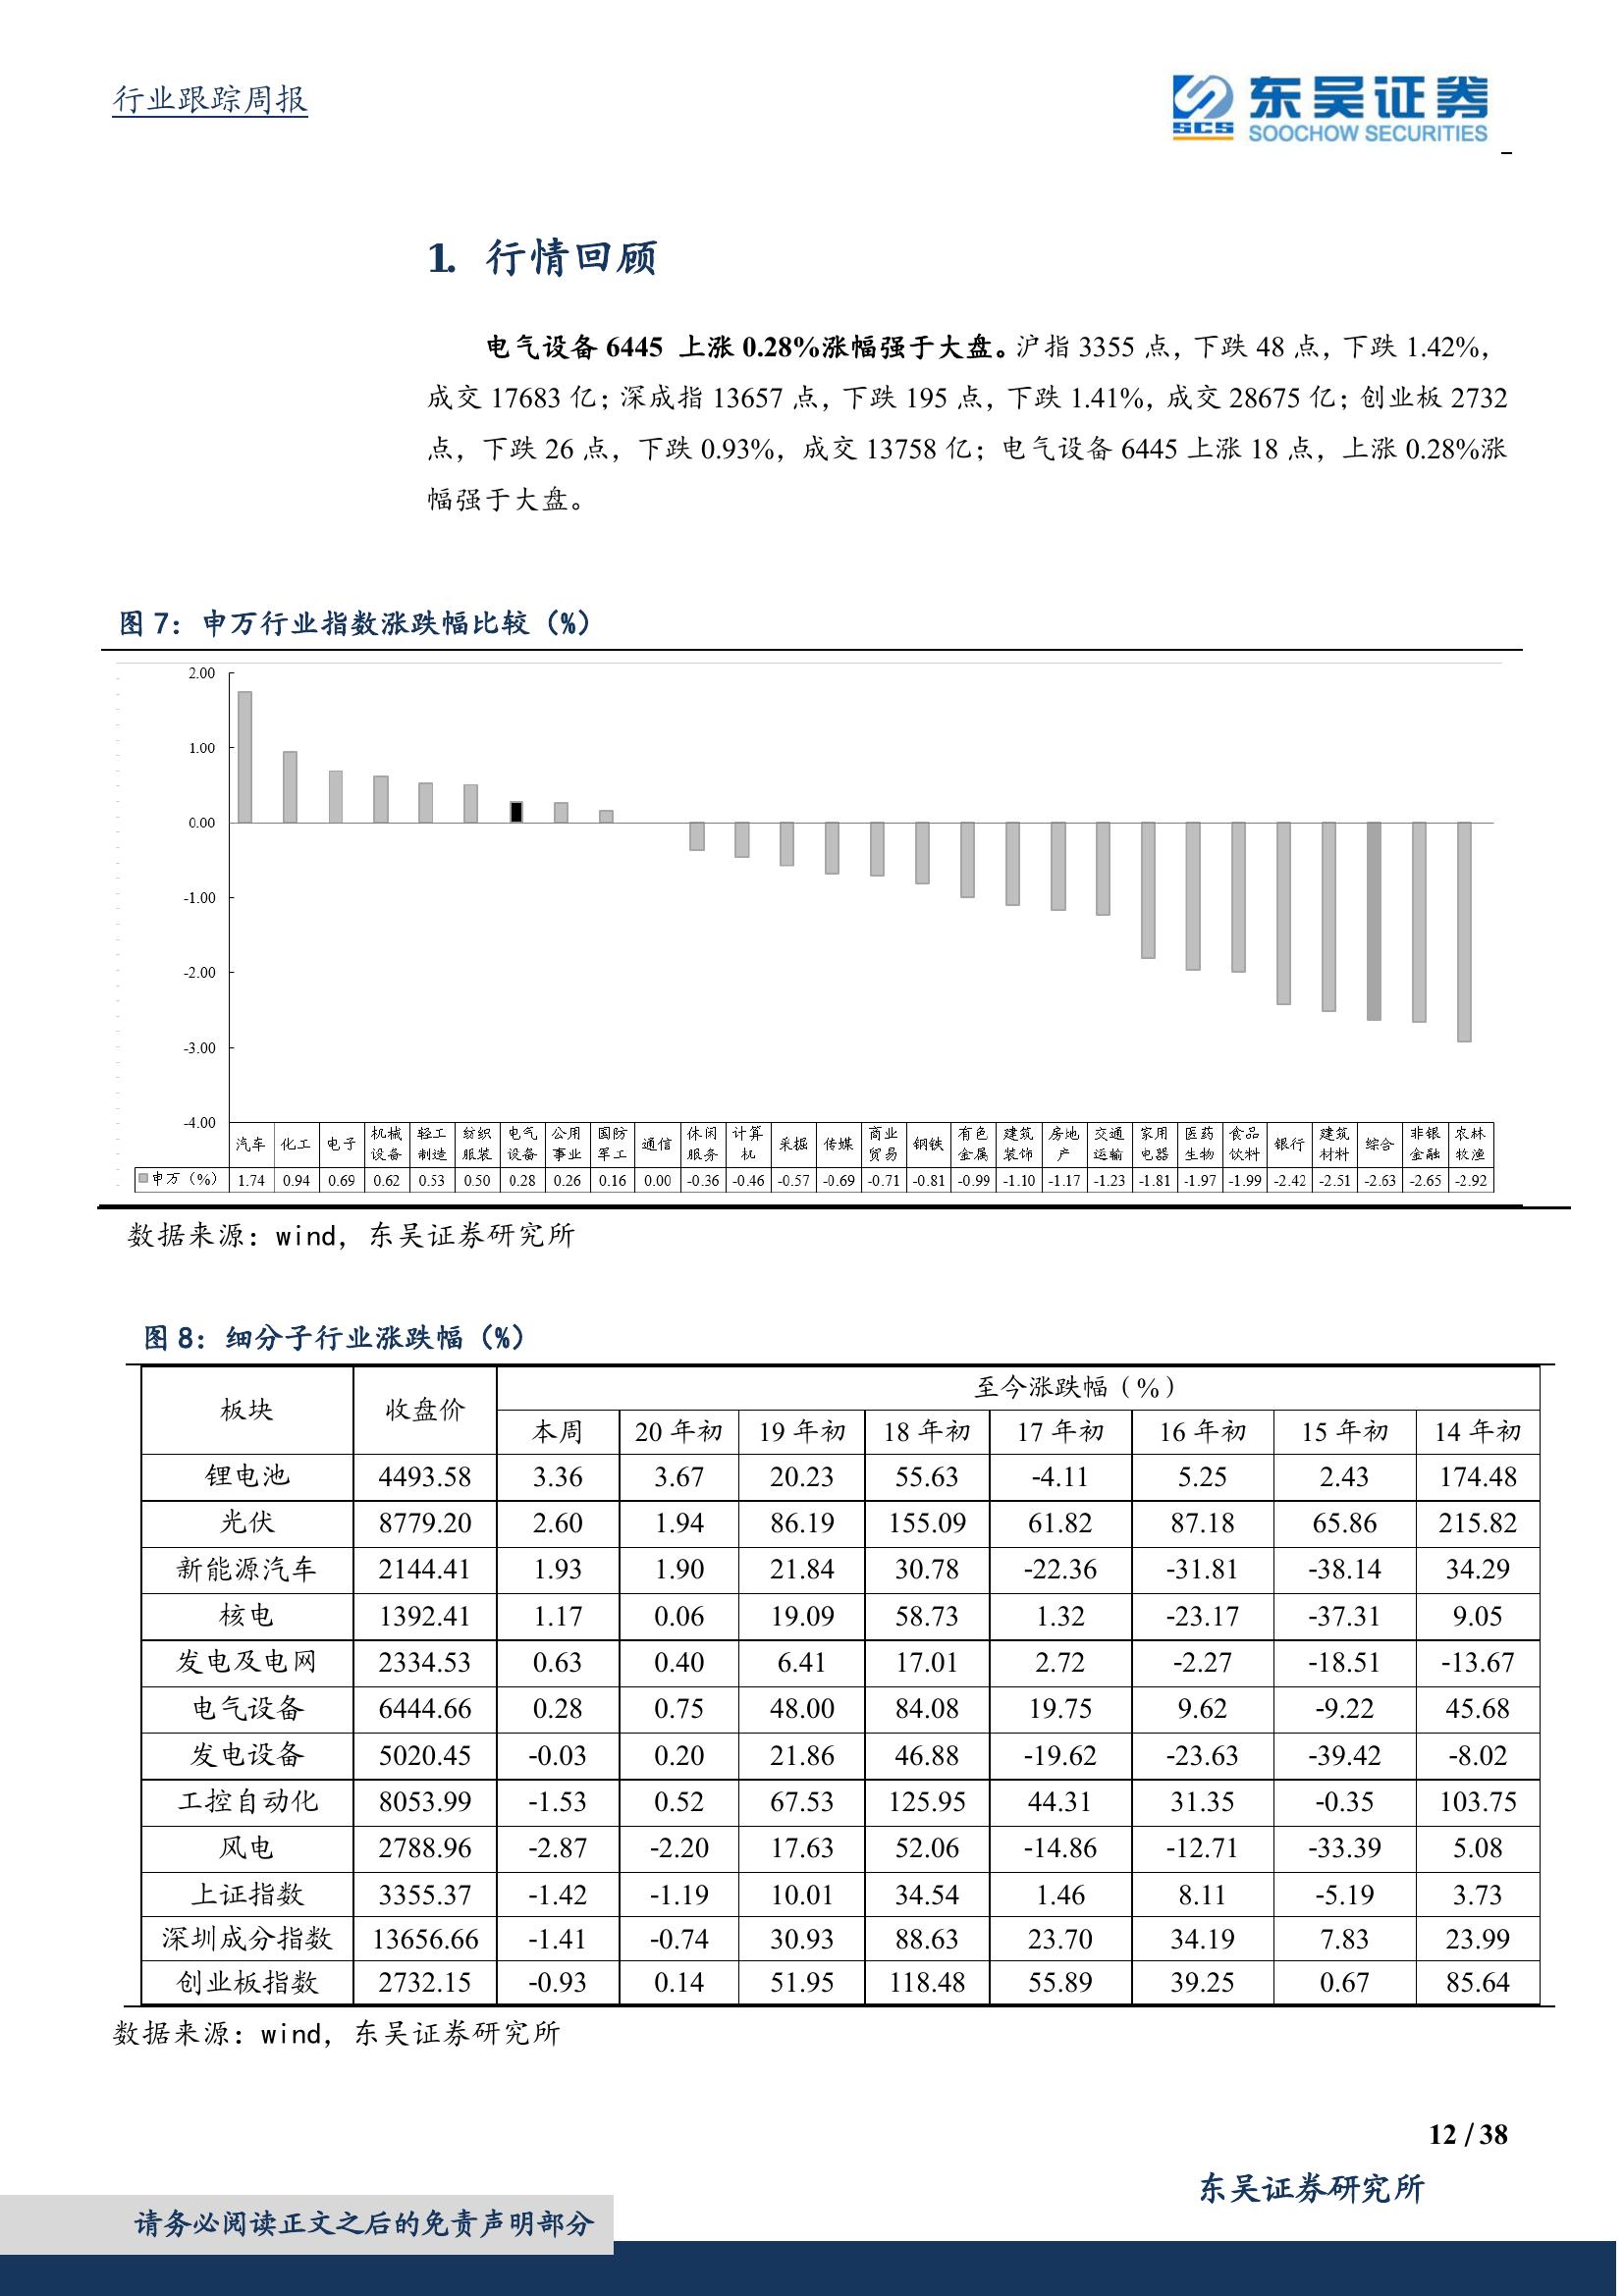 行业跟踪周报
东吴证券
SCS
SOOCHOW SECURITIES
1. 行情回顾
电气设备 6445 上涨 0.28%涨幅强于大盘。沪指 3355 点，下跌 48 点，下跌 1.42%，
成交 17683 亿；深成指 13657 点，下跌 195 点，下跌 1.41%，成交 28675 亿；创业板 2732
点，下跌 26 点，下跌 0.93%，成交 13758 亿；电气设备 6445 上涨 18 点，上涨 0.28%涨
幅强于大盘。
图 7：申万行业指数涨跌幅比较（%）
2.00
1.00
0.00
-1.00
-2.00
-3.00
-4.00
汽车 化工 电子 机械设备 轻工制造 纺织服装 电气设备 公用事业 国防军工 通信 休闲服务 计算机 采掘 传媒 商业贸易 钢铁 有色金属 建筑装饰 房地产 交通运输 家用电器 医药生物 食品饮料 银行 建筑材料 综合 非银金融 农林牧渔
申万（%） 1.74 0.94 0.69 0.62 0.53 0.50 0.28 0.26 0.16 0.00 -0.36 -0.46 -0.57 -0.69 -0.71 -0.81 -0.99 -1.10 -1.17 -1.23 -1.81 -1.97 -1.99 -2.42 -2.51 -2.63 -2.65 -2.92
数据来源：wind，东吴证券研究所
图 8：细分子行业涨跌幅（%）
板块 收盘价 至今涨跌幅（%）
本周 20 年初 19 年初 18 年初 17 年初 16 年初 15 年初 14 年初
锂电池 4493.58 3.36 3.67 20.23 55.63 -4.11 5.25 2.43 174.48
光伏 8779.20 2.60 1.94 86.19 155.09 61.82 87.18 65.86 215.82
新能源汽车 2144.41 1.93 1.90 21.84 30.78 -22.36 -31.81 -38.14 34.29
核电 1392.41 1.17 0.06 19.09 58.73 1.32 -23.17 -37.31 9.05
发电及电网 2334.53 0.63 0.40 6.41 17.01 2.72 -2.27 -18.51 -13.67
电气设备 6444.66 0.28 0.75 48.00 84.08 19.75 9.62 -9.22 45.68
发电设备 5020.45 -0.03 0.20 21.86 46.88 -19.62 -23.63 -39.42 -8.02
工控自动化 8053.99 -1.53 0.52 67.53 125.95 44.31 31.35 -0.35 103.75
风电 2788.96 -2.87 -2.20 17.63 52.06 -14.86 -12.71 -33.39 5.08
上证指数 3355.37 -1.42 -1.19 10.01 34.54 1.46 8.11 -5.19 3.73
深圳成分指数 13656.66 -1.41 -0.74 30.93 88.63 23.70 34.19 7.83 23.99
创业板指数 2732.15 -0.93 0.14 51.95 118.48 55.89 39.25 0.67 85.64
数据来源：wind，东吴证券研究所
12 / 38
东吴证券研究所
请务必阅读正文之后的免责声明部分